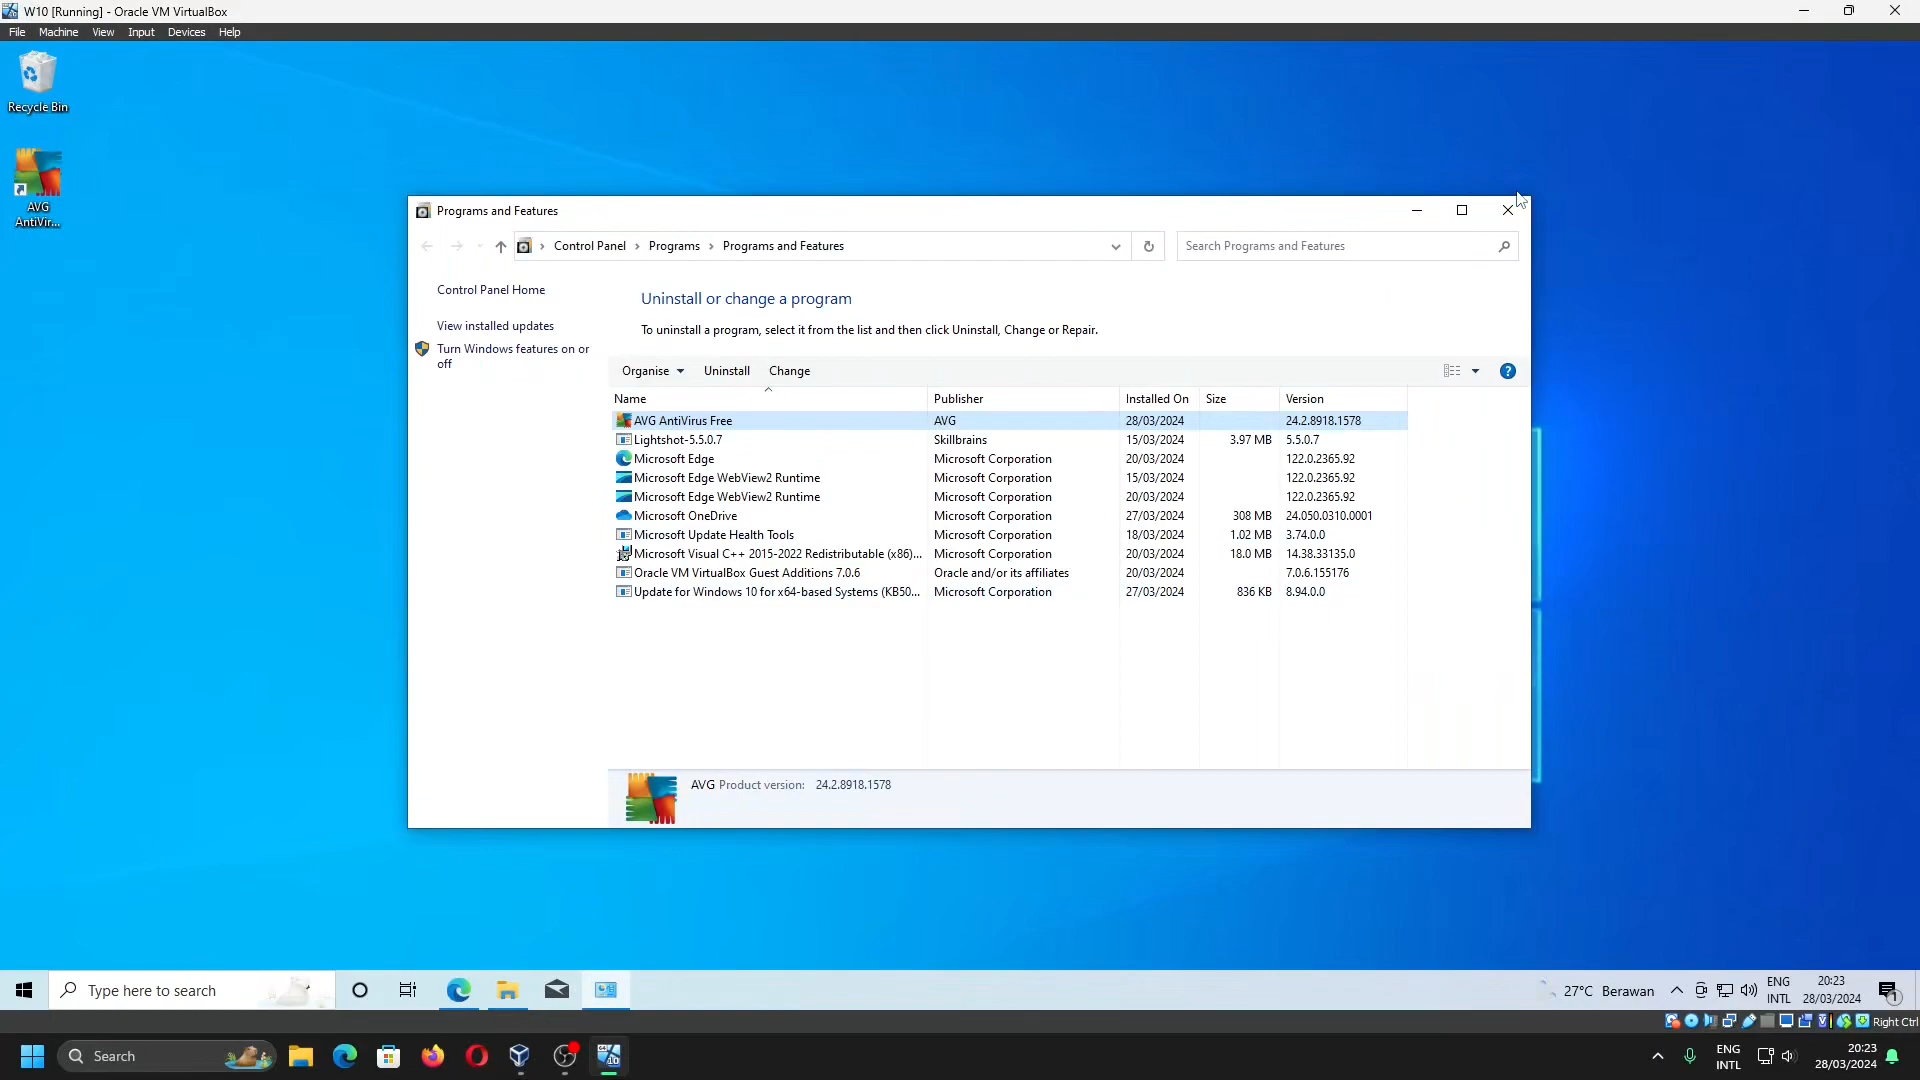 W10 [Running] - Oracle VM VirtualBox
File Machine View Input Devices Help
Recycle Bin
AVG
AntiVir...
Programs and Features
Control Panel Programs Programs and Features
Search Programs and Features
Control Panel Home
View installed updates
Turn Windows features on or
off
Uninstall or change a program
To uninstall a program, select it from the list and then click Uninstall, Change or Repair.
Organise Uninstall Change
Name Publisher Installed On Size Version
AVG AntiVirus Free AVG 28/03/2024 24.2.8918.1578
Lightshot-5.5.0.7 Skillbrains 15/03/2024 3.97 MB 5.5.0.7
Microsoft Edge Microsoft Corporation 20/03/2024 122.0.2365.92
Microsoft Edge WebView2 Runtime Microsoft Corporation 15/03/2024 122.0.2365.92
Microsoft Edge WebView2 Runtime Microsoft Corporation 20/03/2024 122.0.2365.92
Microsoft OneDrive Microsoft Corporation 27/03/2024 308 MB 24.050.0310.0001
Microsoft Update Health Tools Microsoft Corporation 18/03/2024 1.02 MB 3.74.0.0
Microsoft Visual C++ 2015-2022 Redistributable (x86)... Microsoft Corporation 20/03/2024 18.0 MB 14.38.33135.0
Oracle VM VirtualBox Guest Additions 7.0.6 Oracle and/or its affiliates 20/03/2024 7.0.6.155176
Update for Windows 10 for x64-based Systems (KB50... Microsoft Corporation 27/03/2024 836 KB 8.94.0.0
AVG Product version: 24.2.8918.1578
Type here to search
27°C Berawan
ENG
INTL
20:23
28/03/2024
1
Right Ctrl
Search
ENG
INTL
20:23
28/03/2024